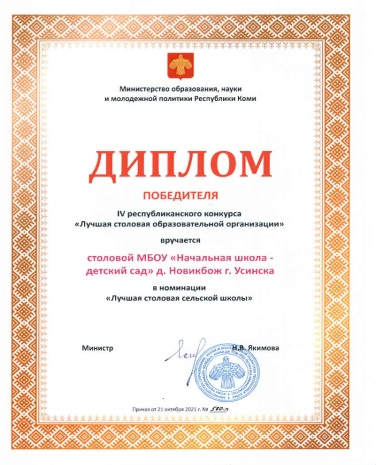 Министерство образования, науки
и молодежной политики Республики Коми
ДИПЛОМ
ПОБЕДИТЕЛЯ
IV республиканского конкурса
«Лучшая столовая образовательной организации»
вручается
столовой МБОУ «Начальная школа -
детский сад» д. Новикбож г. Усинска
в номинации
«Лучшая столовая сельской школы»
Министр Н.В. Якимова
Приказ от 21 октября 2021 г. №